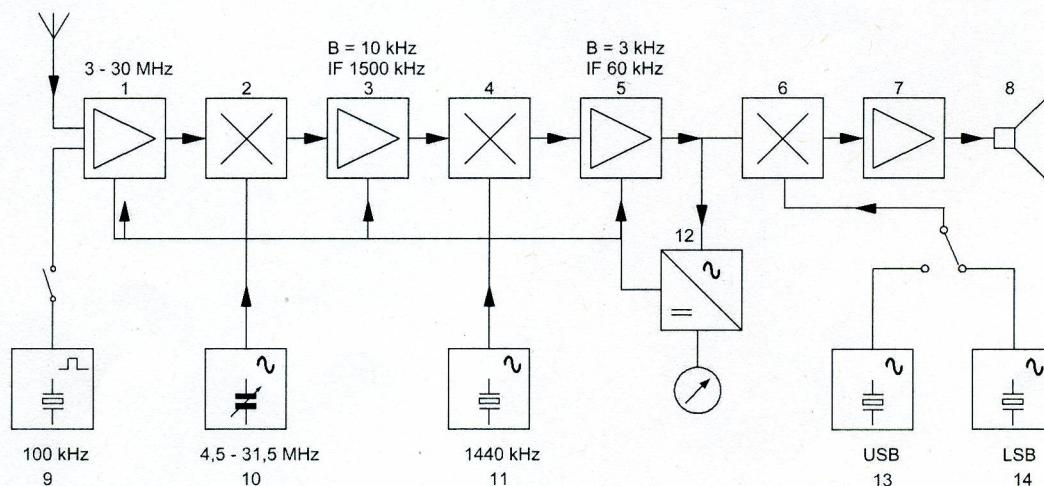 B = 10 kHz
IF 1500 kHz
B = 3 kHz
IF 60 kHz
3 - 30 MHz
1
2
3
4
5
6
7
8
12
100 kHz
9
4,5 - 31,5 MHz
10
1440 kHz
11
USB
13
LSB
14